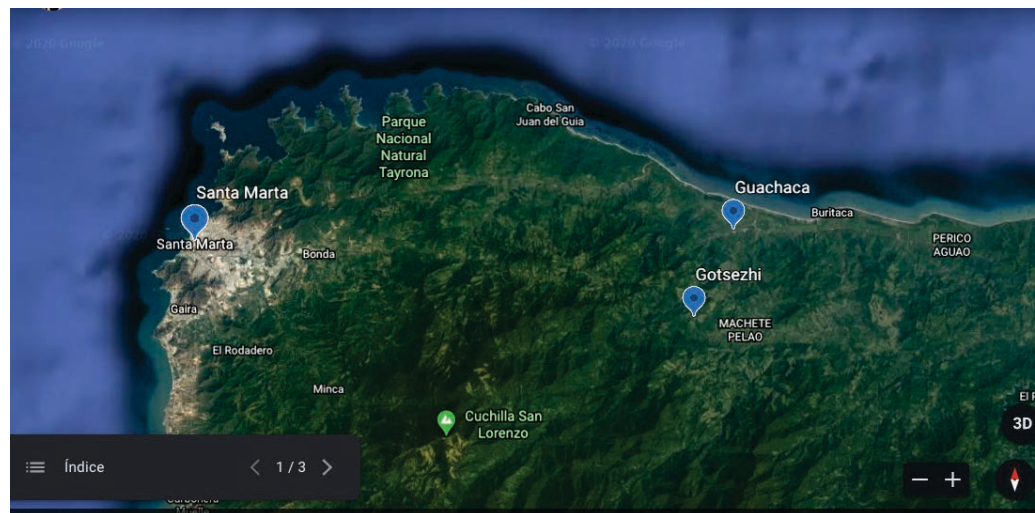 © 2020 Google
© 2020 Google
Cabo San
Juan del Guia
Parque
Nacional
Natural
Tayrona
Santa Marta
Guachaca
Buritaca
Santa Marta
Bonda
PERICO
AGUAO
Gotsezhi
Gaira
MACHETE
PELAO
El Rodadero
Minca
Cuchilla San
Lorenzo
3D
Índice
1 / 3